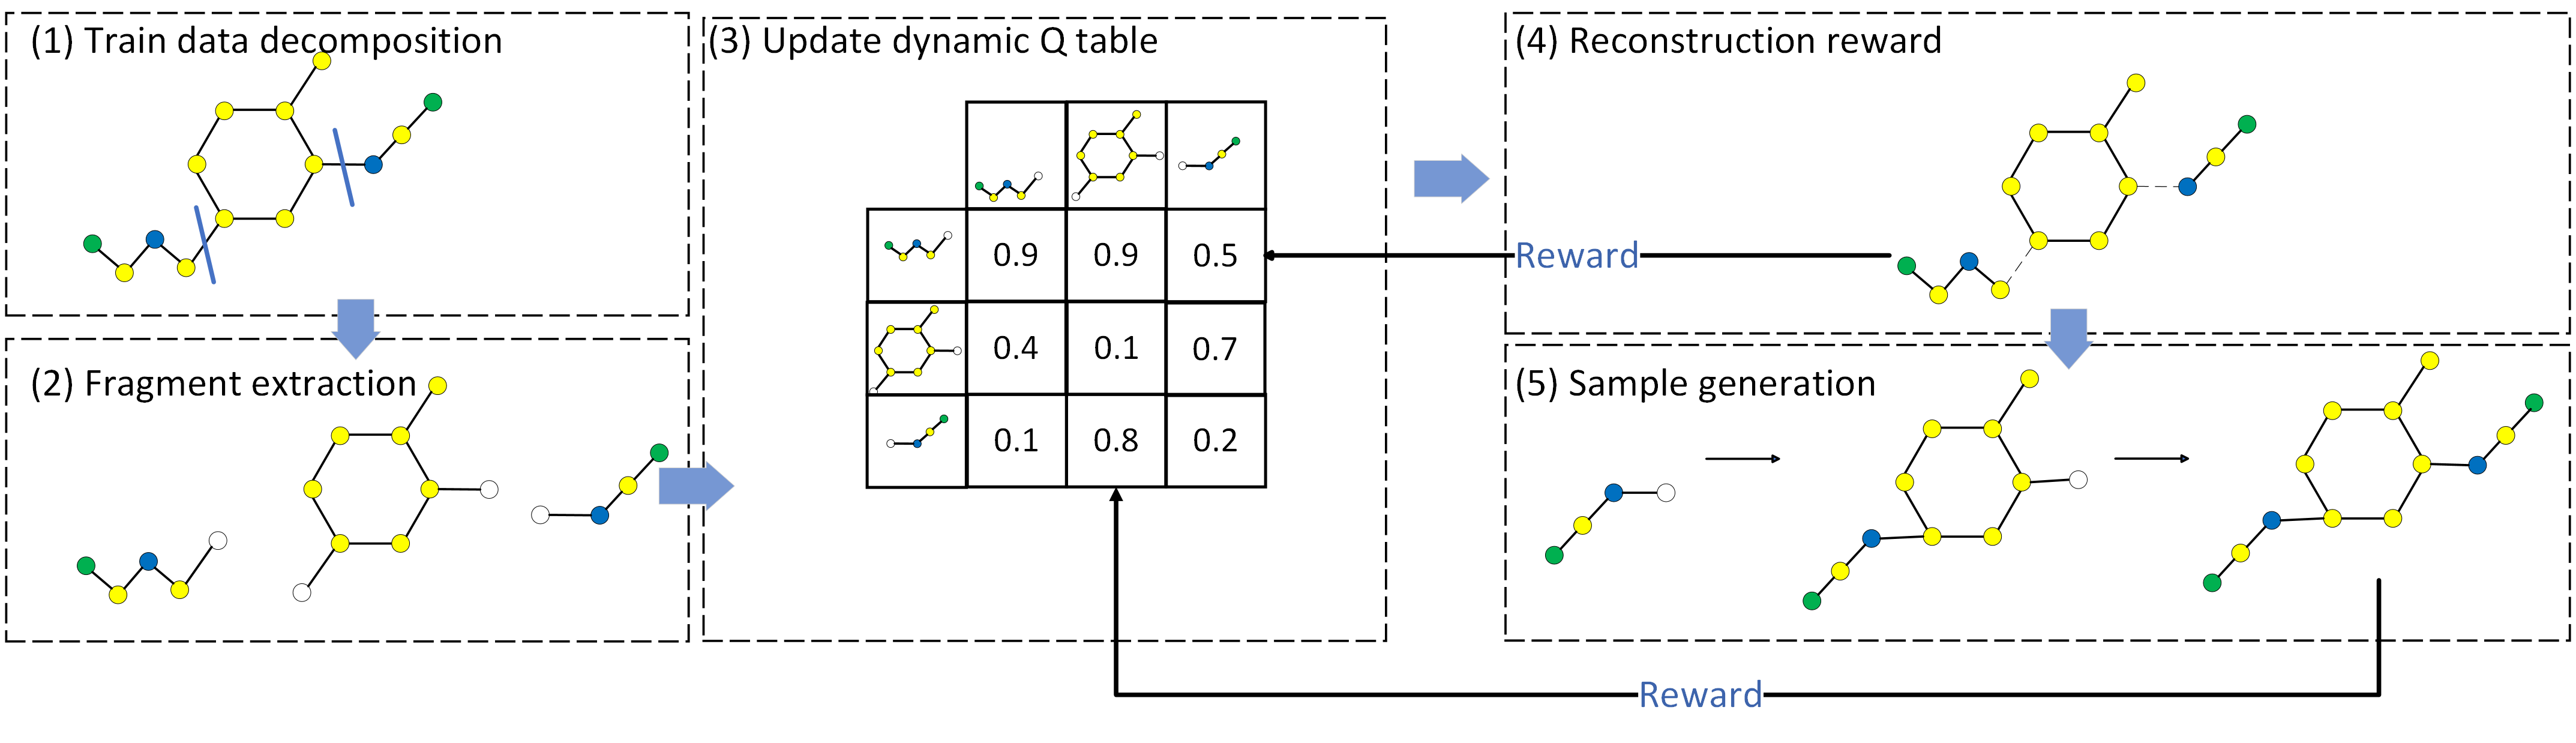 (1) Train data decomposition
(2) Fragment extraction
(3) Update dynamic Q table
0.9 0.9 0.5
0.4 0.1 0.7
0.1 0.8 0.2
(4) Reconstruction reward
Reward
(5) Sample generation
Reward